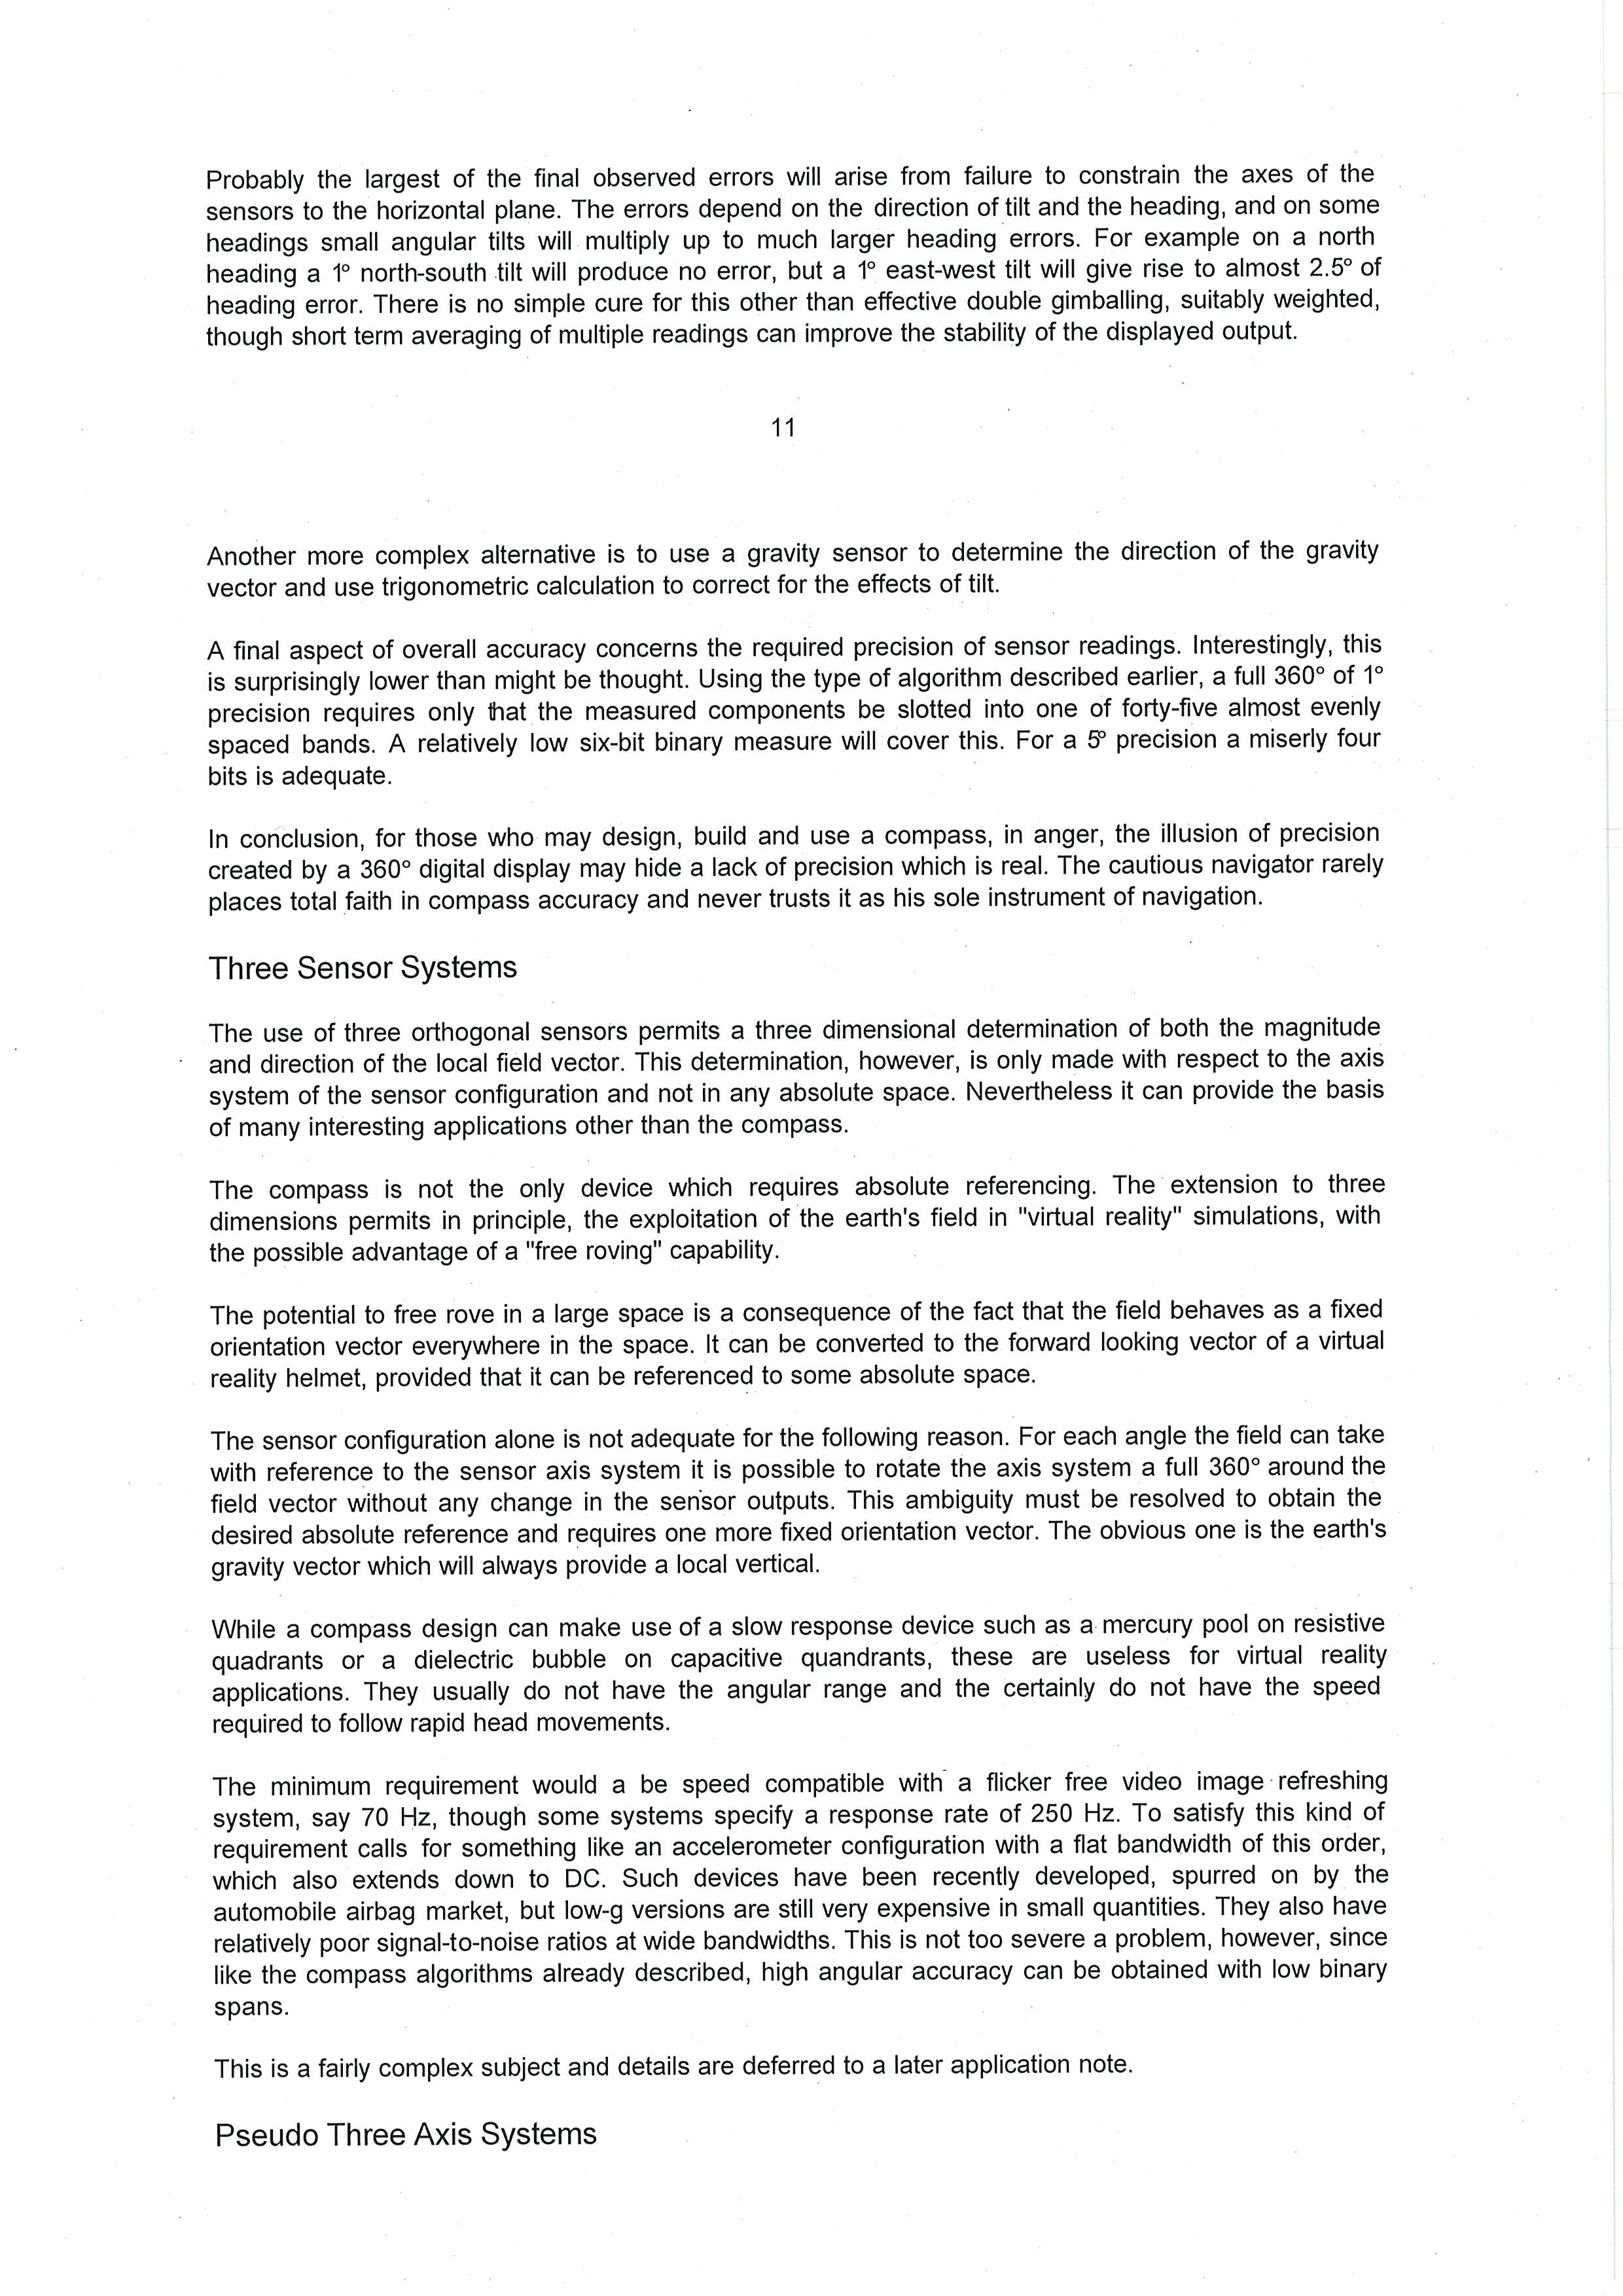 Probably the largest of the final observed errors will arise from failure to constrain the axes of the
sensors to the horizontal plane. The errors depend on the direction of tilt and the heading, and on some
headings small angular tilts will multiply up to much larger heading errors. For example on a north
heading a 1º north-south tilt will produce no error, but a 1º east-west tilt will give rise to almost 2.5º of
heading error. There is no simple cure for this other than effective double gimballing, suitably weighted,
though short term averaging of multiple readings can improve the stability of the displayed output.
11
Another more complex alternative is to use a gravity sensor to determine the direction of the gravity
vector and use trigonometric calculation to correct for the effects of tilt.
A final aspect of overall accuracy concerns the required precision of sensor readings. Interestingly, this
is surprisingly lower than might be thought. Using the type of algorithm described earlier, a full 360º of 1º
precision requires only that the measured components be slotted into one of forty-five almost evenly
spaced bands. A relatively low six-bit binary measure will cover this. For a 5º precision a miserly four
bits is adequate.
In conclusion, for those who may design, build and use a compass, in anger, the illusion of precision
created by a 360º digital display may hide a lack of precision which is real. The cautious navigator rarely
places total faith in compass accuracy and never trusts it as his sole instrument of navigation.
Three Sensor Systems
The use of three orthogonal sensors permits a three dimensional determination of both the magnitude
and direction of the local field vector. This determination, however, is only made with respect to the axis
system of the sensor configuration and not in any absolute space. Nevertheless it can provide the basis
of many interesting applications other than the compass.
The compass is not the only device which requires absolute referencing. The extension to three
dimensions permits in principle, the exploitation of the earth's field in "virtual reality" simulations, with
the possible advantage of a "free roving" capability.
The potential to free rove in a large space is a consequence of the fact that the field behaves as a fixed
orientation vector everywhere in the space. It can be converted to the forward looking vector of a virtual
reality helmet, provided that it can be referenced to some absolute space.
The sensor configuration alone is not adequate for the following reason. For each angle the field can take
with reference to the sensor axis system it is possible to rotate the axis system a full 360º around the
field vector without any change in the sensor outputs. This ambiguity must be resolved to obtain the
desired absolute reference and requires one more fixed orientation vector. The obvious one is the earth's
gravity vector which will always provide a local vertical.
While a compass design can make use of a slow response device such as a mercury pool on resistive
quadrants or a dielectric bubble on capacitive quandrants, these are useless for virtual reality
applications. They usually do not have the angular range and the certainly do not have the speed
required to follow rapid head movements.
The minimum requirement would a be speed compatible with a flicker free video image refreshing
system, say 70 Hz, though some systems specify a response rate of 250 Hz. To satisfy this kind of
requirement calls for something like an accelerometer configuration with a flat bandwidth of this order,
which also extends down to DC. Such devices have been recently developed, spurred on by the
automobile airbag market, but low-g versions are still very expensive in small quantities. They also have
relatively poor signal-to-noise ratios at wide bandwidths. This is not too severe a problem, however, since
like the compass algorithms already described, high angular accuracy can be obtained with low binary
spans.
This is a fairly complex subject and details are deferred to a later application note.
Pseudo Three Axis Systems